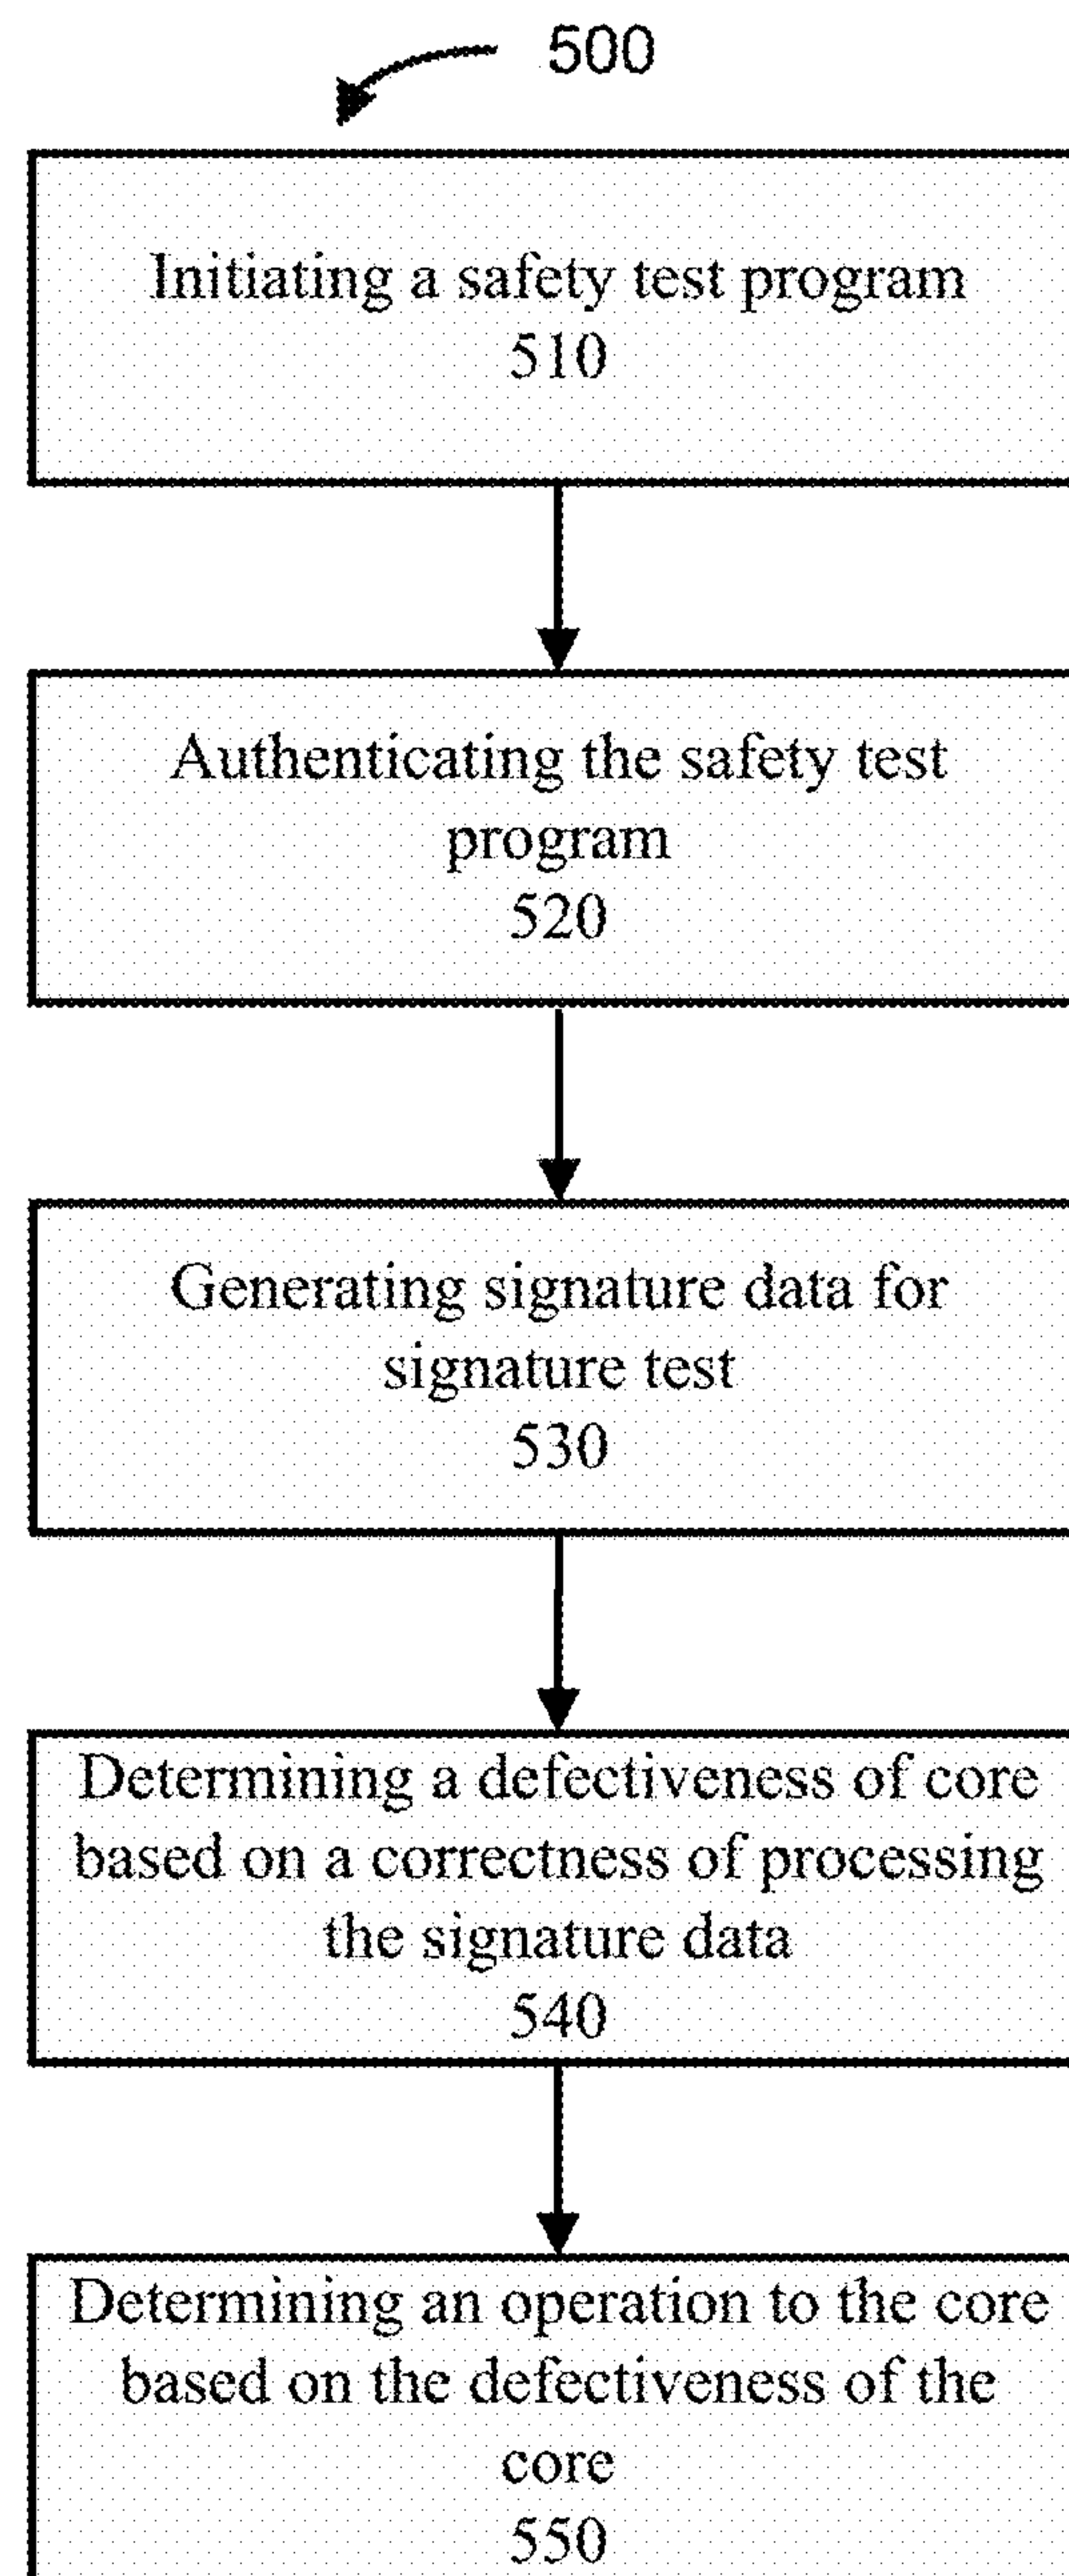 500
Initiating a safety test program
510
Authenticating the safety test
program
520
Generating signature data for
signature test
530
Determining a defectiveness of core
based on a correctness of processing
the signature data
540
Determining an operation to the core
based on the defectiveness of the
core
550